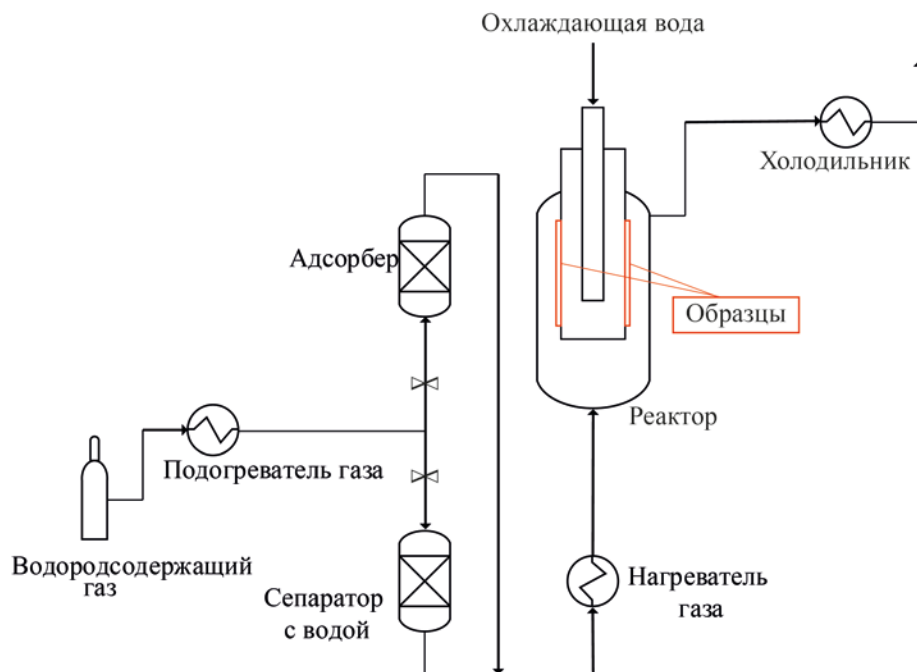 Охлаждающая вода
Холодильник
Адсорбер
Образцы
Реактор
Подогреватель газа
Водородсодержащий
газ
Сепаратор
с водой
Нагреватель
газа